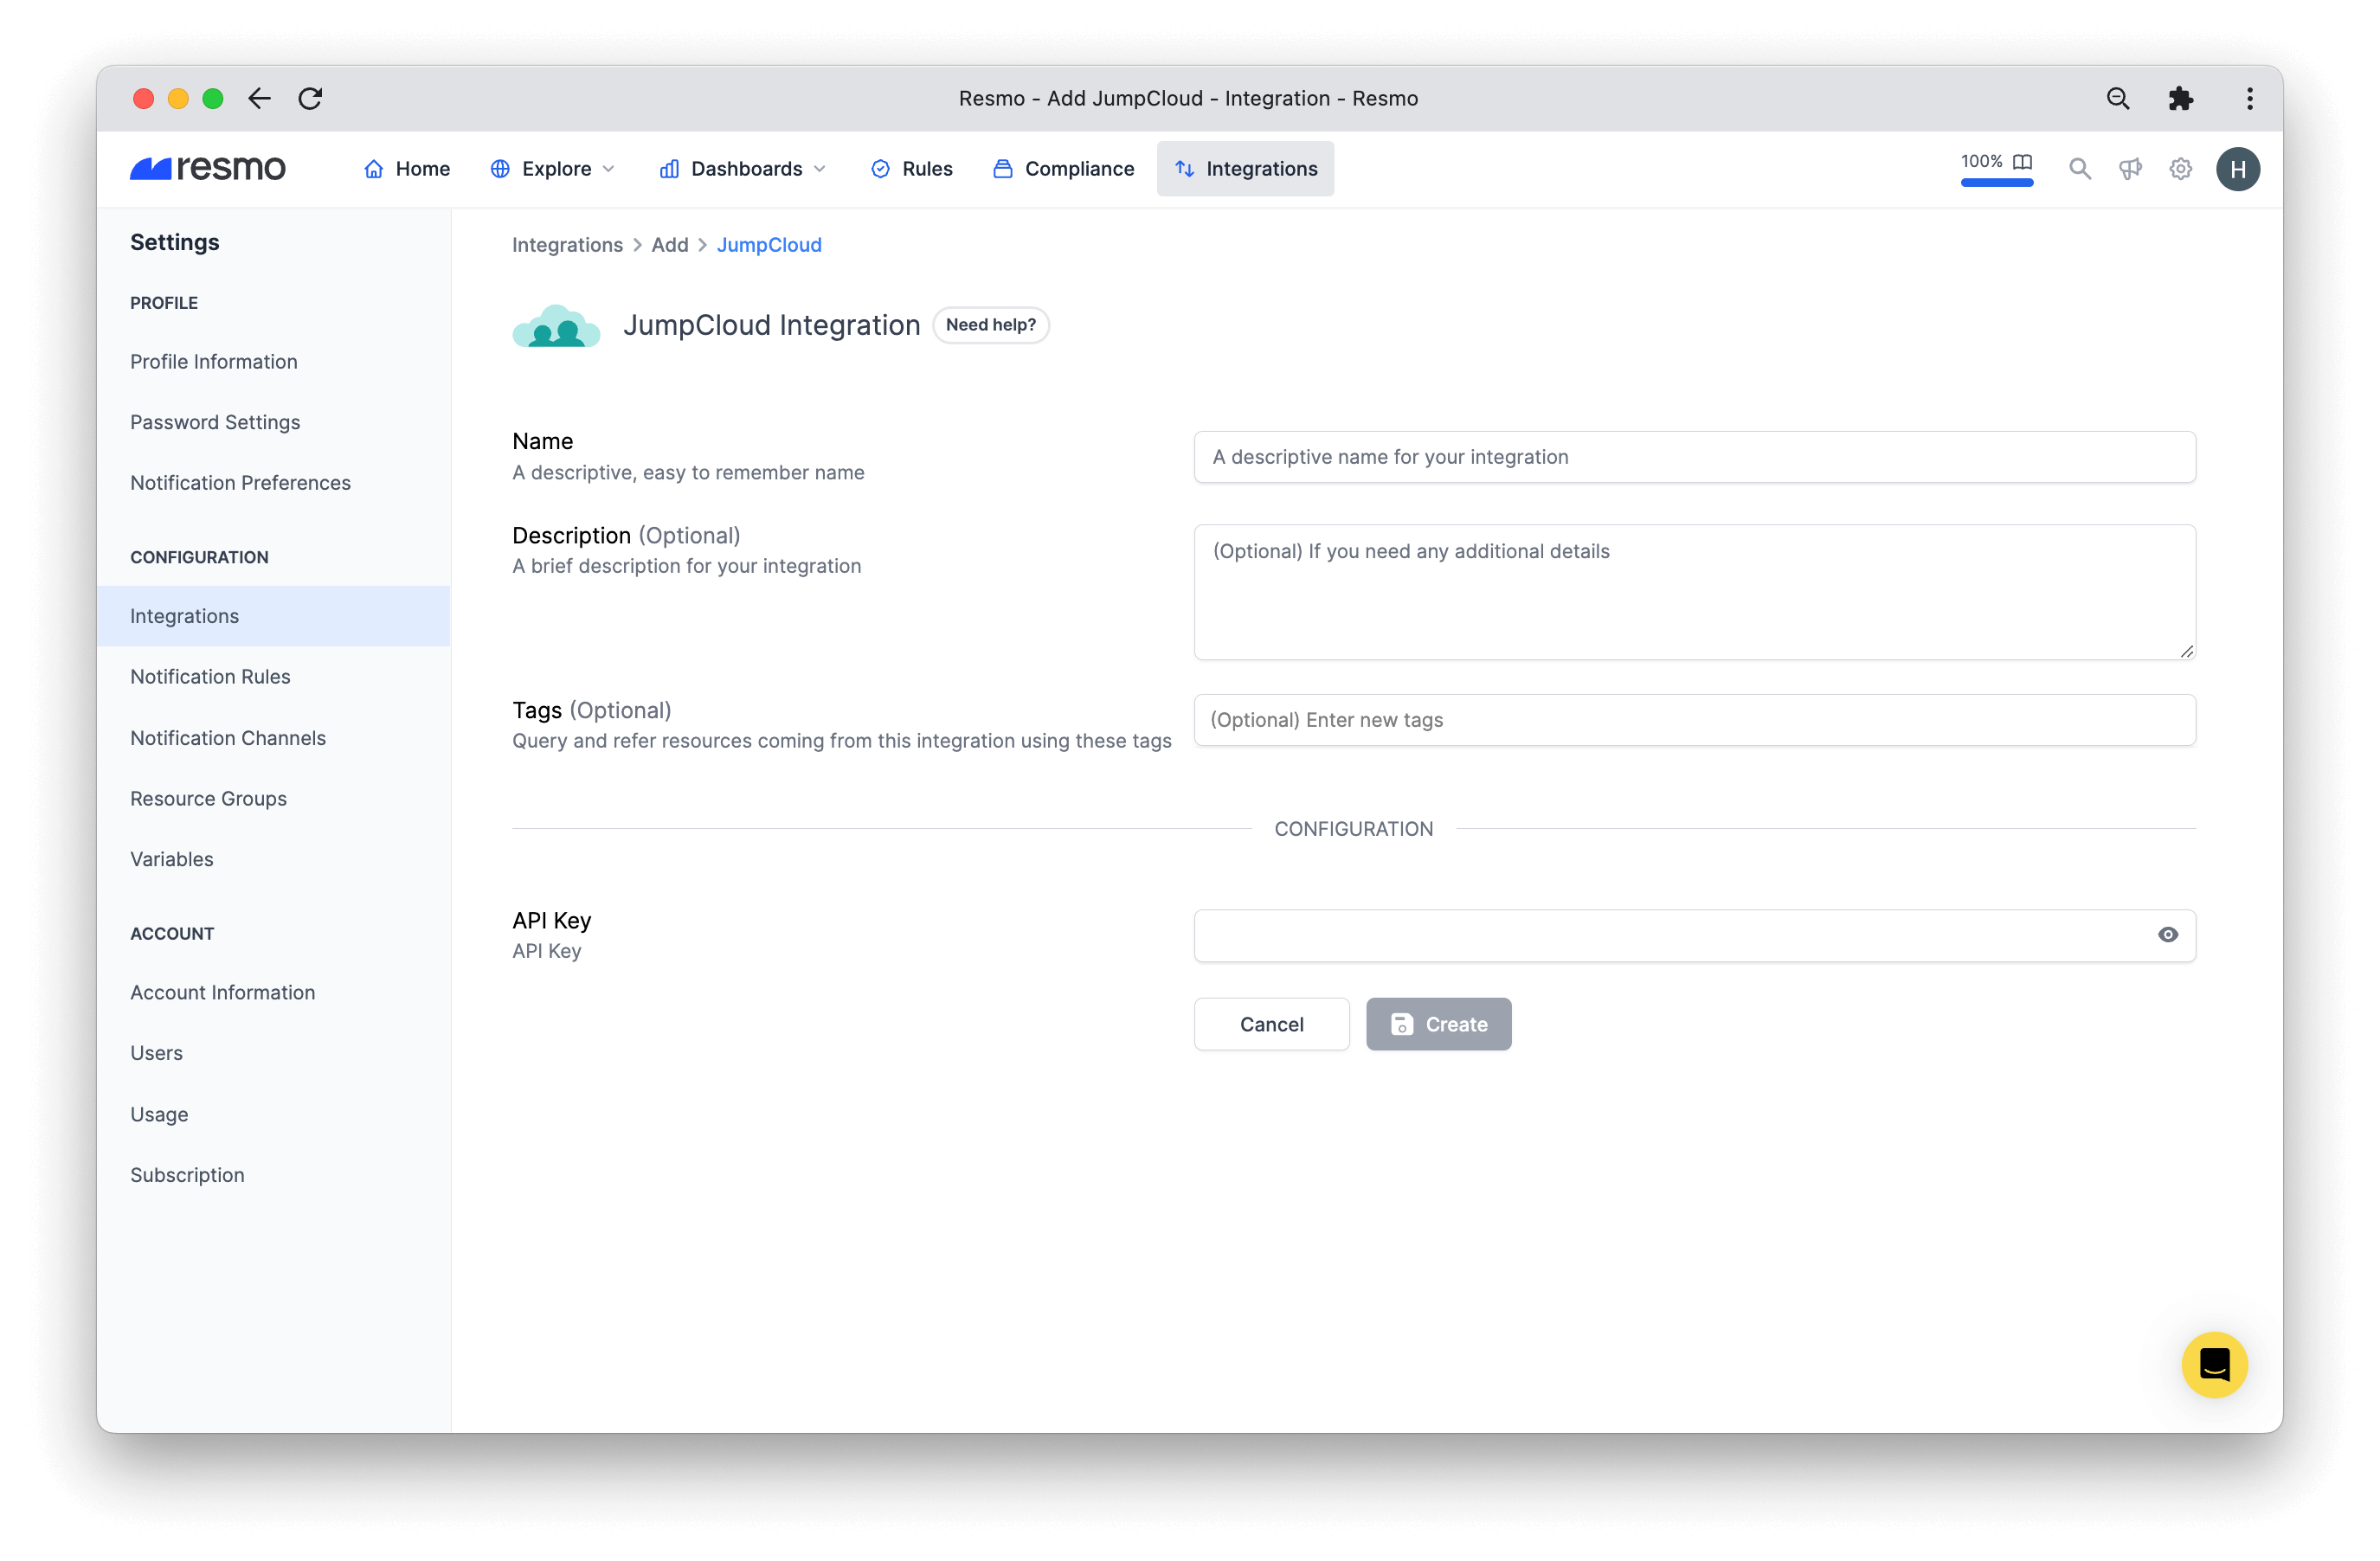 Resmo - Add JumpCloud - Integration - Resmo
resmo
Home
Explore
Dashboards
Rules
Compliance
Integrations
100%
H
Settings
PROFILE
Profile Information
Password Settings
Notification Preferences
CONFIGURATION
Integrations
Notification Rules
Notification Channels
Resource Groups
Variables
ACCOUNT
Account Information
Users
Usage
Subscription
Integrations > Add > JumpCloud
JumpCloud Integration
Need help?
Name
A descriptive, easy to remember name
A descriptive name for your integration
Description (Optional)
A brief description for your integration
(Optional) If you need any additional details
Tags (Optional)
Query and refer resources coming from this integration using these tags
(Optional) Enter new tags
CONFIGURATION
API Key
API Key
Cancel
Create